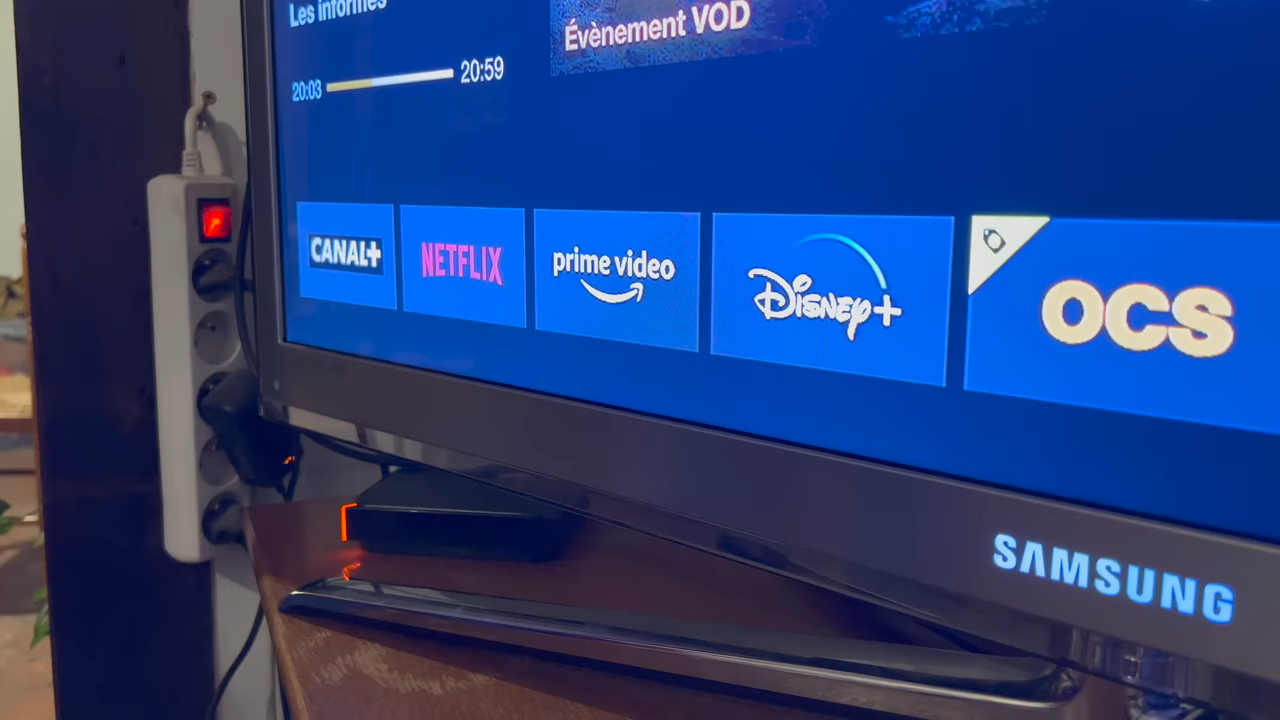 Les informés
Évènement VOD
20:03 20:59
CANAL+ NETFLIX prime video Disney+ OCS
SAMSUNG